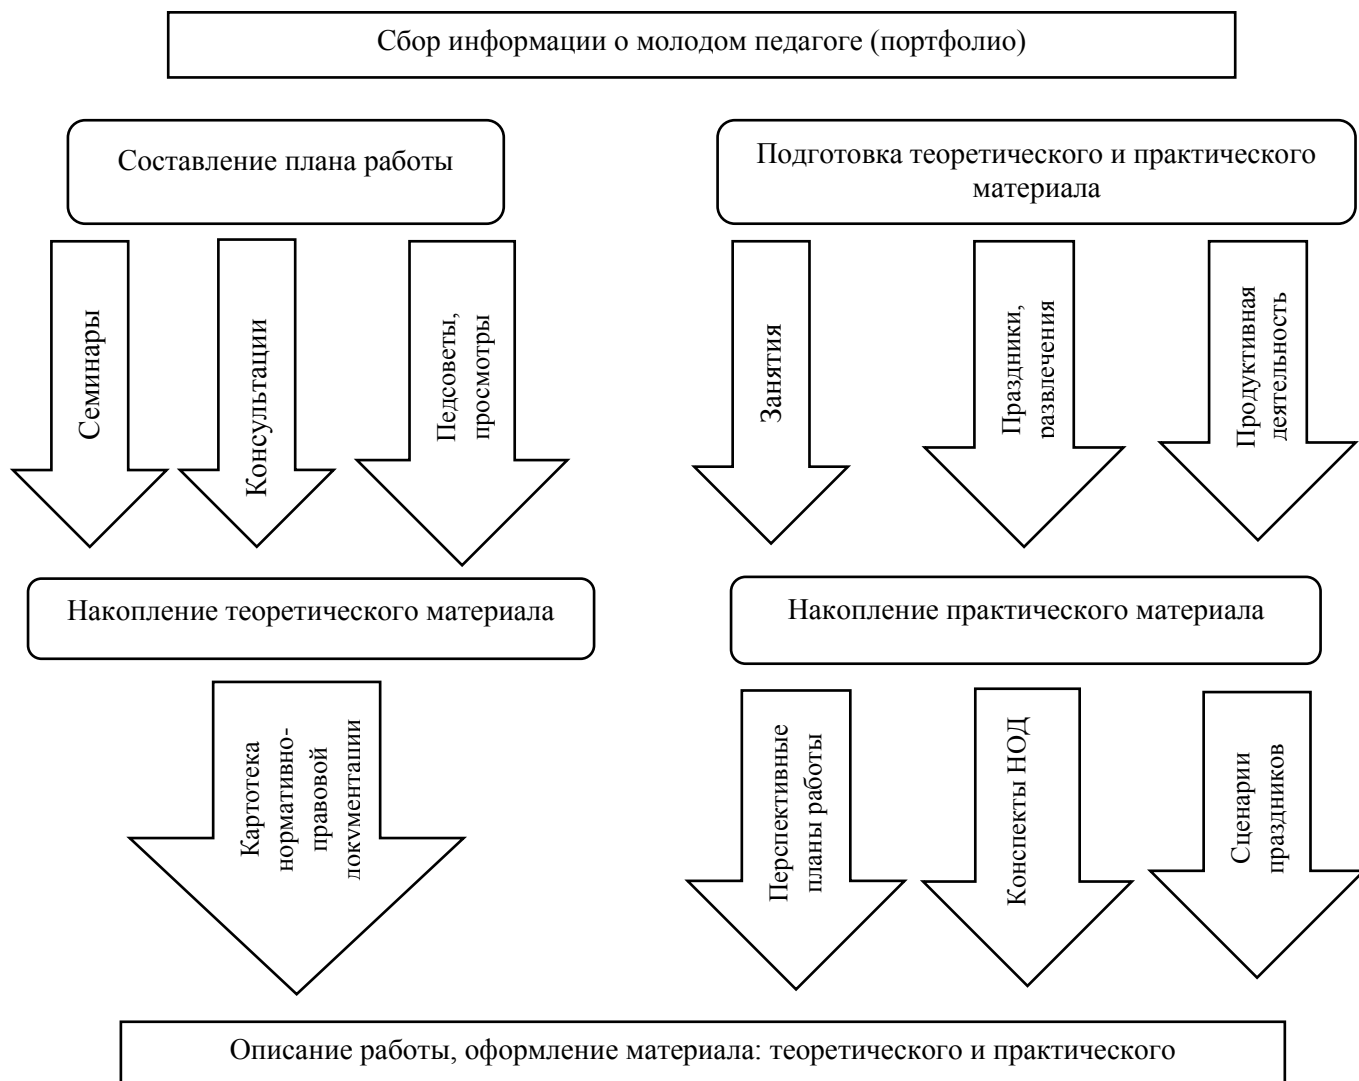 Сбор информации о молодом педагоге (портфолио)
Составление плана работы
Подготовка теоретического и практического
материала
Семинары
Консультации
Педсоветы,
просмотры
Занятия
Праздники,
развлечения
Продуктивная
деятельность
Накопление теоретического материала
Накопление практического материала
Картотека
нормативно-
правовой
документации
Перспективные
планы работы
Конспекты НОД
Сценарии
праздников
Описание работы, оформление материала: теоретического и практического